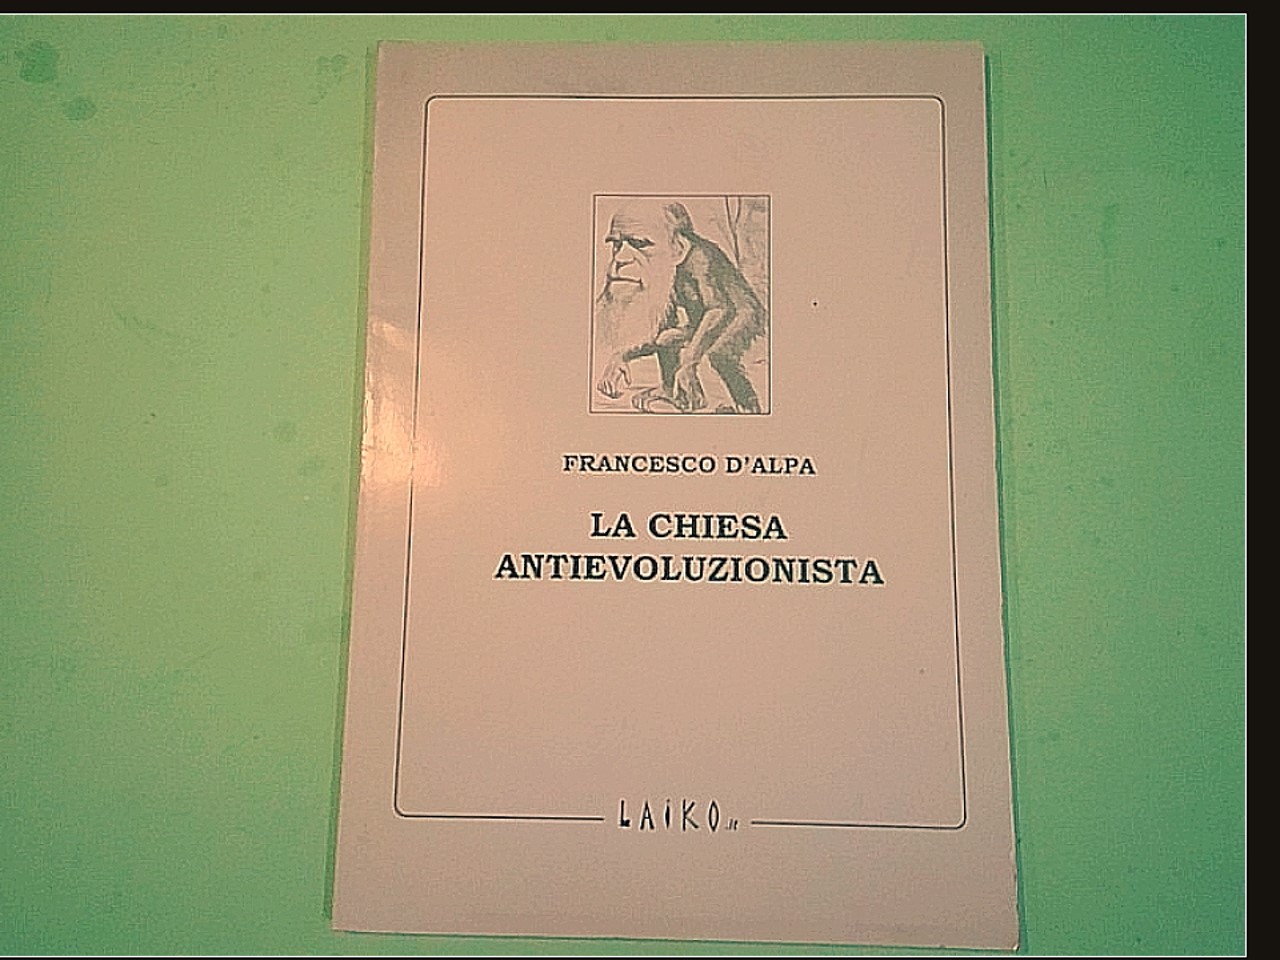 FRANCESCO D'ALPA
LA CHIESA
ANTIEVOLUZIONISTA
LAiKO.it